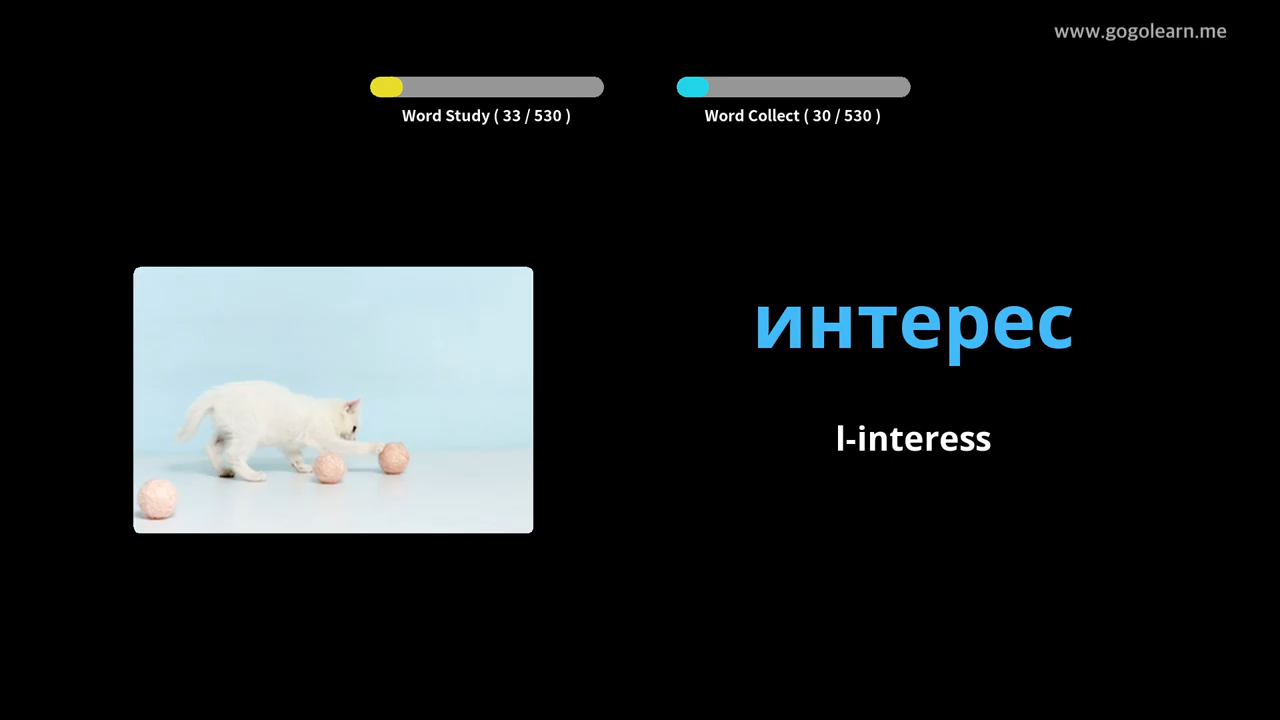 www.gogolearn.me
Word Study ( 33 / 530 )
Word Collect ( 30 / 530 )
интерес
l-interess